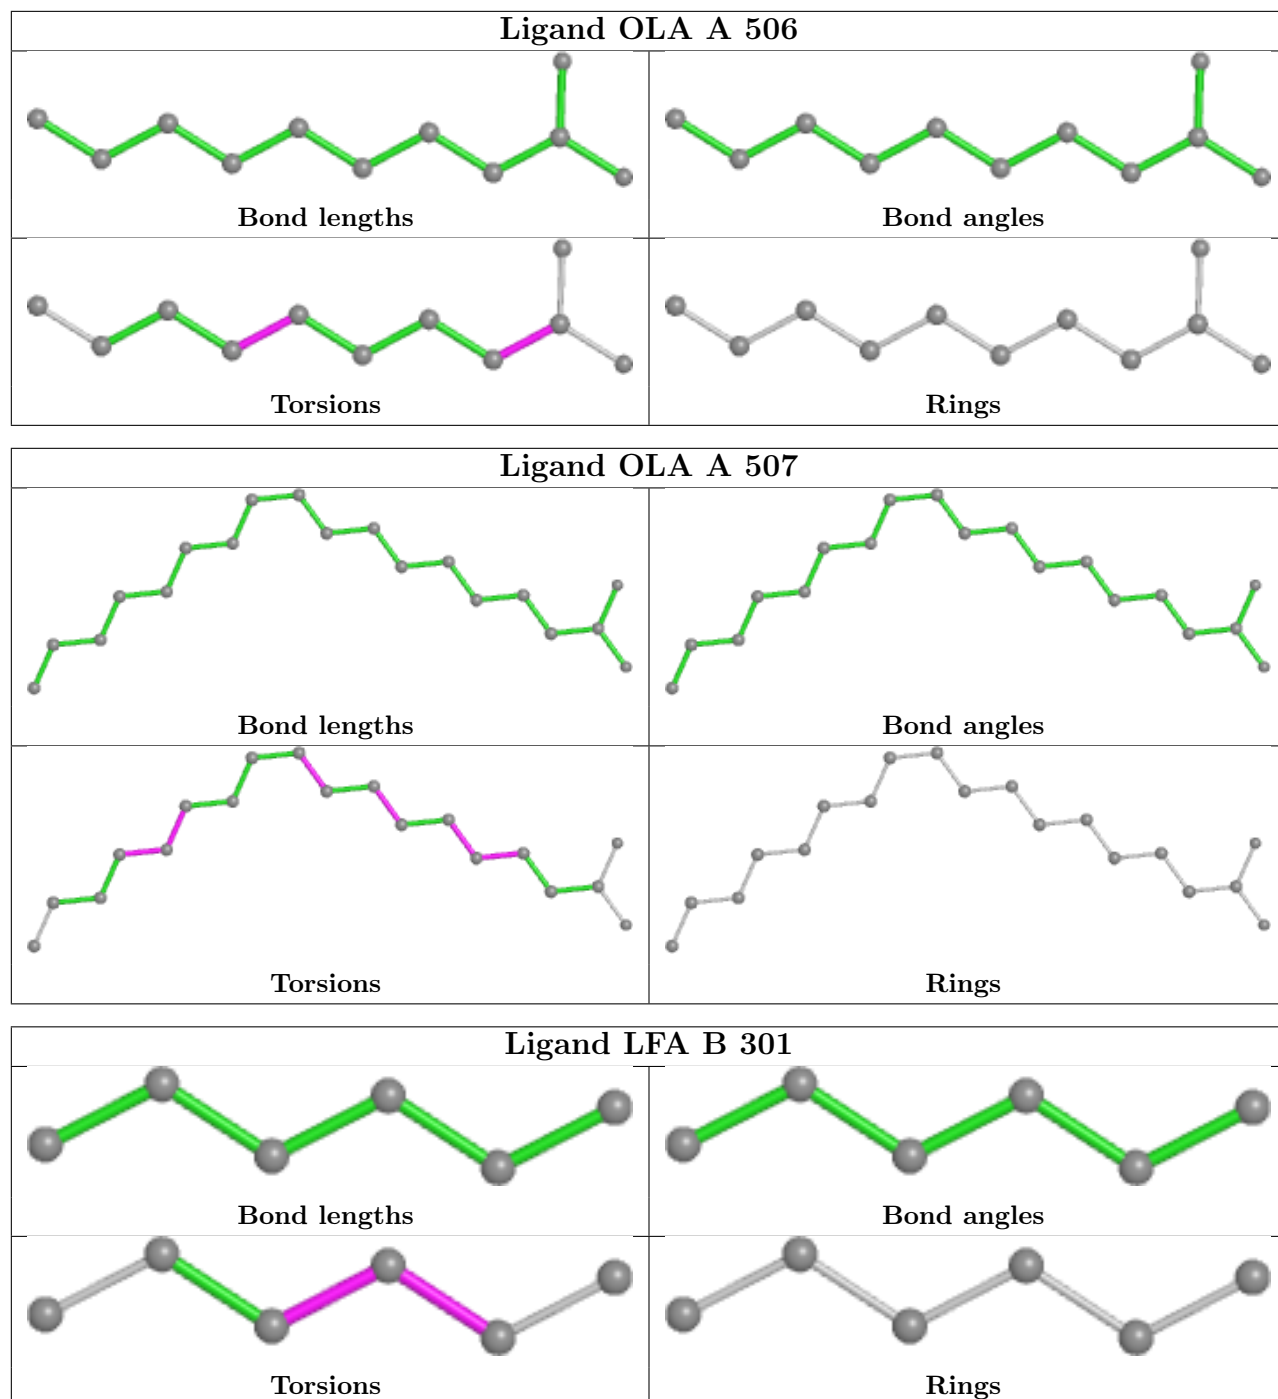 Ligand OLA A 506
Bond lengths
Bond angles
Torsions
Rings
Ligand OLA A 507
Bond lengths
Bond angles
Torsions
Rings
Ligand LFA B 301
Bond lengths
Bond angles
Torsions
Rings